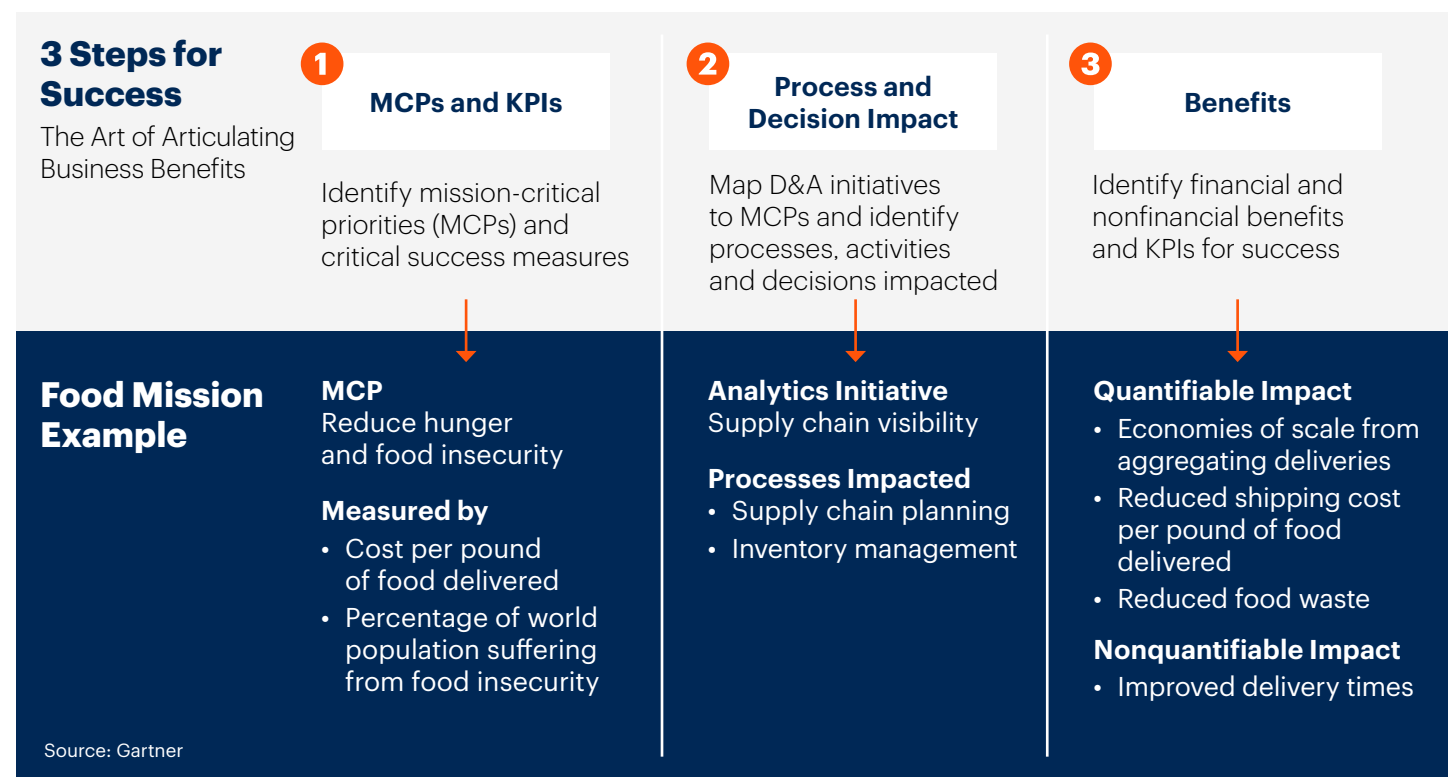 3 Steps for
Success
The Art of Articulating
Business Benefits
1
MCPs and KPIs
Identify mission-critical
priorities (MCPs) and
critical success measures
2
Process and
Decision Impact
Map D&A initiatives
to MCPs and identify
processes, activities
and decisions impacted
3
Benefits
Identify financial and
nonfinancial benefits
and KPIs for success
Food Mission
Example
MCP
Reduce hunger
and food insecurity
Measured by
• Cost per pound
of food delivered
• Percentage of world
population suffering
from food insecurity
Analytics Initiative
Supply chain visibility
Processes Impacted
• Supply chain planning
• Inventory management
Quantifiable Impact
• Economies of scale from
aggregating deliveries
• Reduced shipping cost
per pound of food
delivered
• Reduced food waste
Nonquantifiable Impact
• Improved delivery times
Source: Gartner